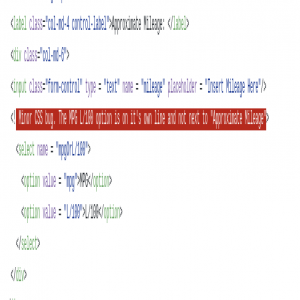 <label class="col-md-4 control-label">Approximate Mileage: </label>
<div class="col-md-6">
<input class="form-control" type = "text" name = "mileage" placeholder = "Insert Mileage Here"/>
<! Minor CSS bug. The MPG L/100 option is on it's own line and not next to "Approximate Mileage">
<select name = "mpgOrL/100">
<option value = "mpg">MPG</option>
<option value = "L/100">L/100</option>
</select>
</div>